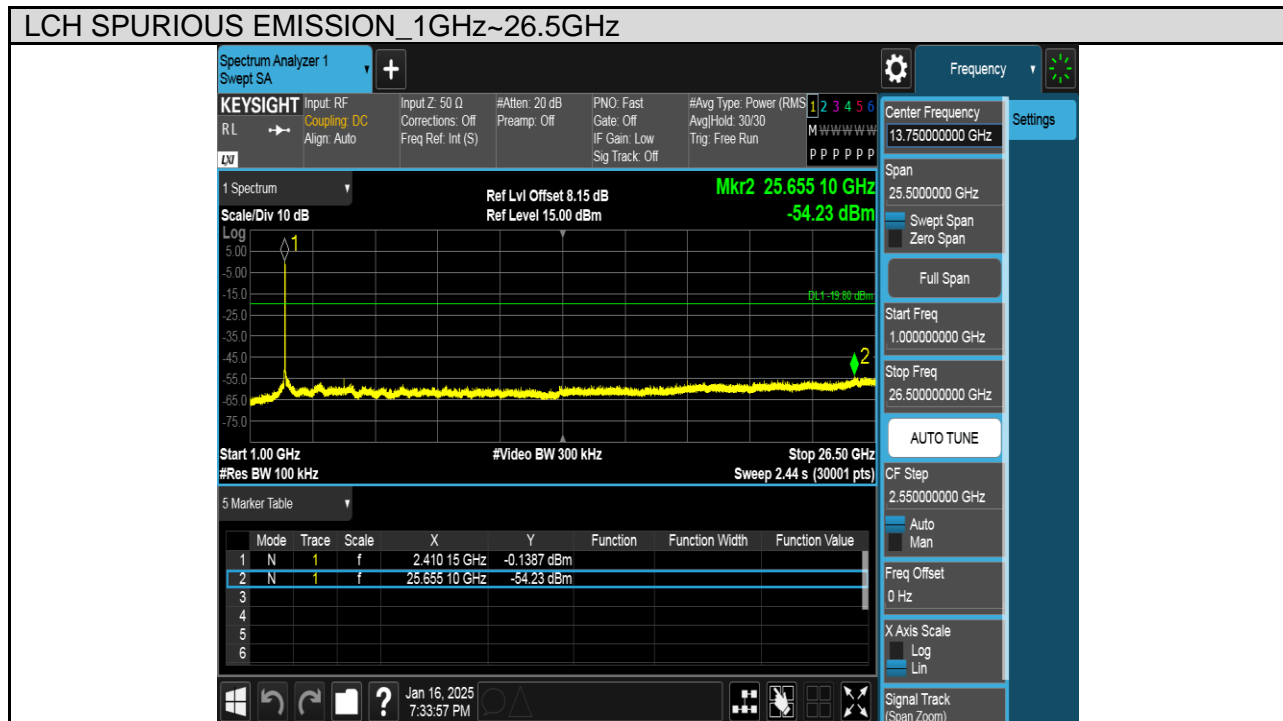 LCH SPURIOUS EMISSION_1GHz~26.5GHz
Spectrum Analyzer 1
Swept SA
+
Frequency
KEYSIGHT
RL
LXI
Input: RF
Coupling: DC
Align: Auto
Input Z: 50 Ω
Corrections: Off
Freq Ref: Int (S)
#Atten: 20 dB
Preamp: Off
PNO: Fast
Gate: Off
IF Gain: Low
Sig Track: Off
#Avg Type: Power (RMS
Avg|Hold: 30/30
Trig: Free Run
1 2 3 4 5 6
M W W W W W
P P P P P P
Settings
1 Spectrum
Scale/Div 10 dB
Ref Lvl Offset 8.15 dB
Ref Level 15.00 dBm
Mkr2 25.655 10 GHz
-54.23 dBm
Log
1
5.00
-5.00
-15.0
DL1 -19.80 dBm
-25.0
-35.0
-45.0
2
-55.0
-65.0
-75.0
Start 1.00 GHz
#Video BW 300 kHz
Stop 26.50 GHz
#Res BW 100 kHz
Sweep 2.44 s (30001 pts)
5 Marker Table
Mode Trace Scale X Y Function Function Width Function Value
1 N 1 f 2.410 15 GHz -0.1387 dBm
2 N 1 f 25.655 10 GHz -54.23 dBm
3
4
5
6
Center Frequency
13.750000000 GHz
Span
25.5000000 GHz
Swept Span
Zero Span
Full Span
Start Freq
1.000000000 GHz
Stop Freq
26.500000000 GHz
AUTO TUNE
CF Step
2.550000000 GHz
Auto
Man
Freq Offset
0 Hz
X Axis Scale
Log
Lin
Signal Track
(Span Zoom)
?
Jan 16, 2025
7:33:57 PM